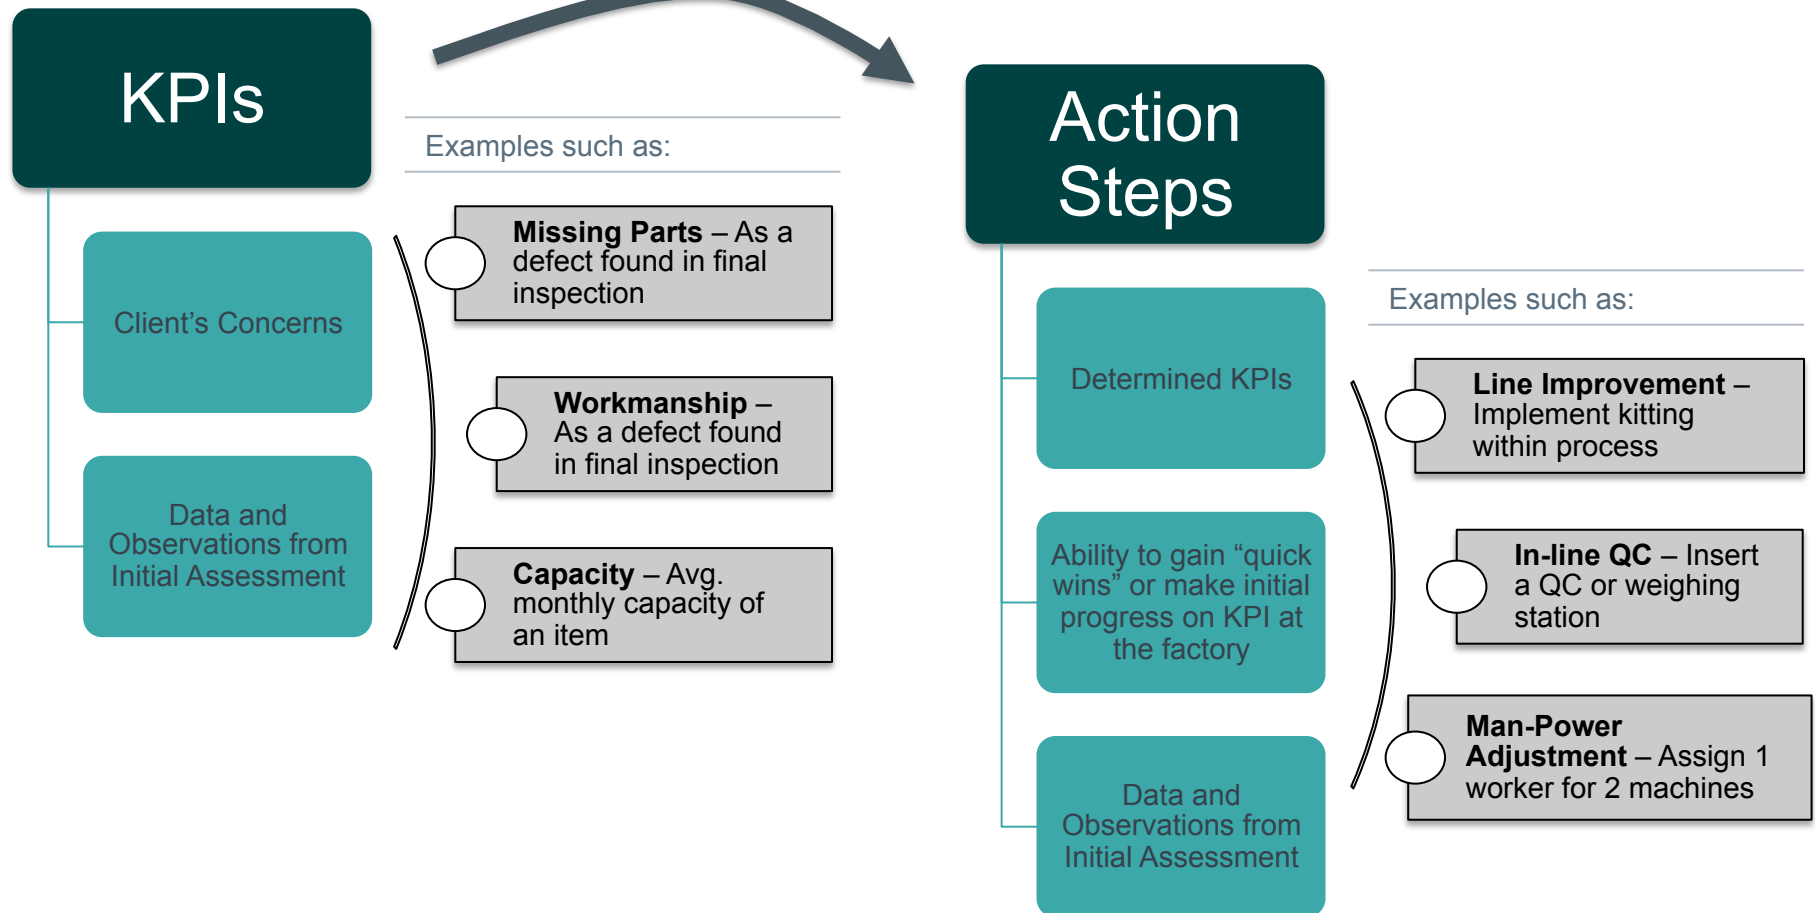 KPIs
Examples such as:
Client’s Concerns
Data and
Observations from
Initial Assessment
Missing Parts – As a
defect found in final
inspection
Workmanship –
As a defect found
in final inspection
Capacity – Avg.
monthly capacity of
an item
Action
Steps
Examples such as:
Determined KPIs
Ability to gain “quick
wins” or make initial
progress on KPI at
the factory
Data and
Observations from
Initial Assessment
Line Improvement –
Implement kitting
within process
In-line QC – Insert
a QC or weighing
station
Man-Power
Adjustment – Assign 1
worker for 2 machines